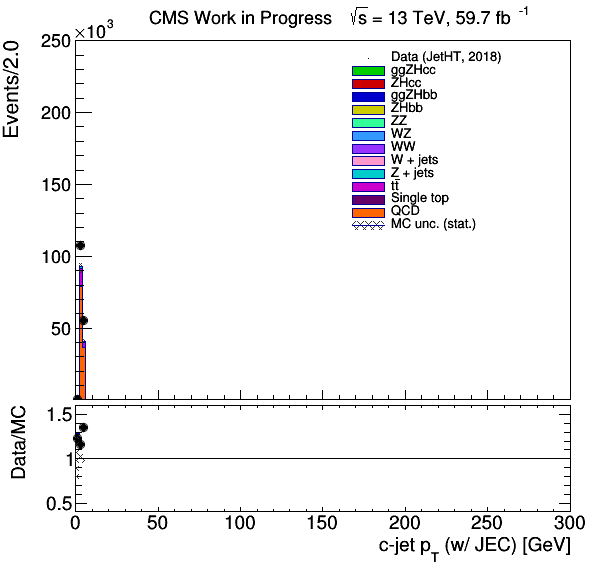 CMS Work in Progress √s = 13 TeV, 59.7 fb⁻¹
×10³
Events/2.0
250
200
150
100
50
Data (JetHT, 2018)
ggZHcc
ZHcc
ggZHbb
ZHbb
ZZ
WZ
WW
W + jets
Z + jets
tt̄
Single top
QCD
MC unc. (stat.)
Data/MC
1.5
1
0.5
0 50 100 150 200 250 300
c-jet p_T (w/ JEC) [GeV]